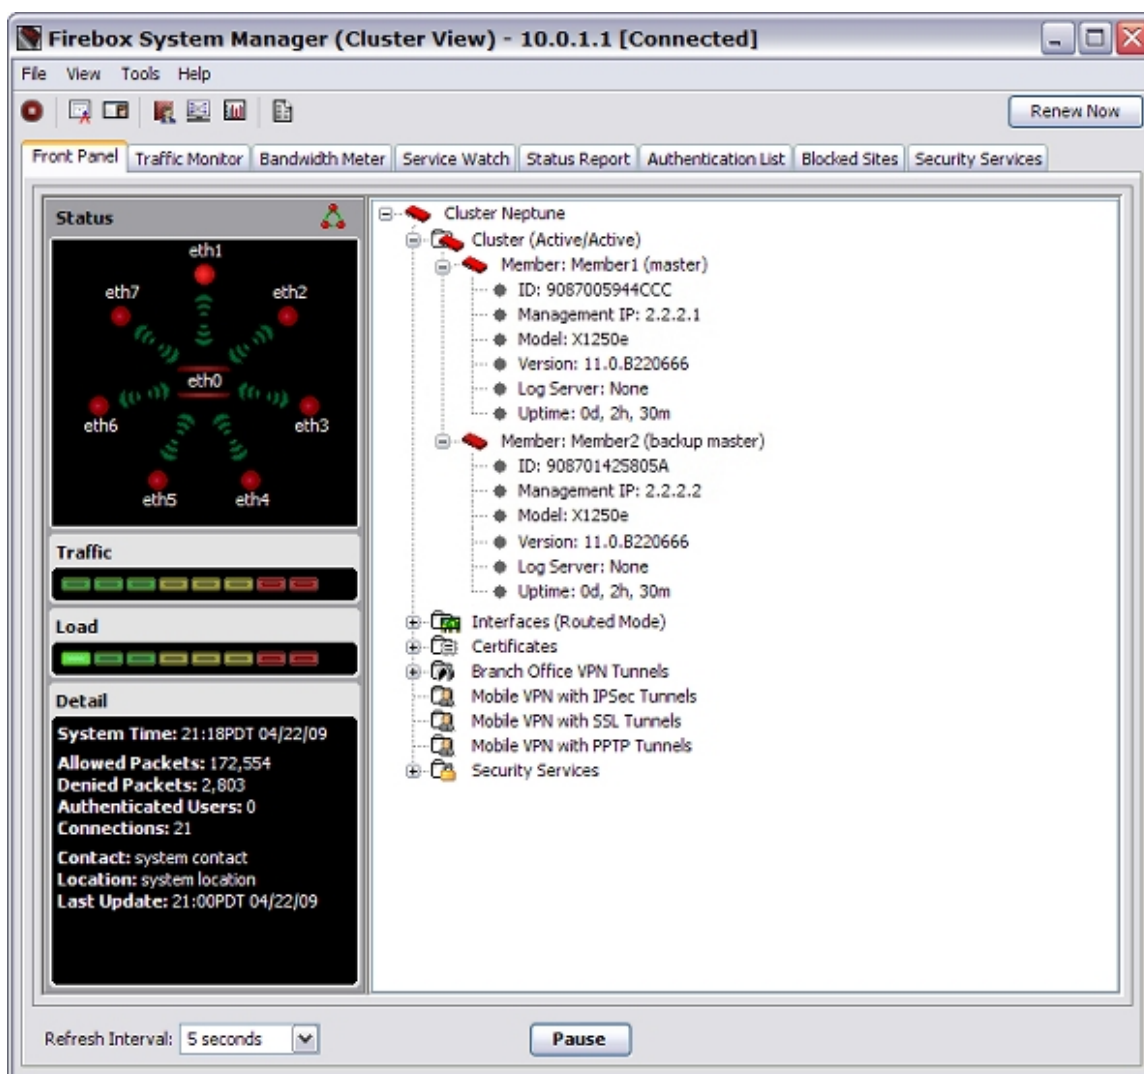 Firebox System Manager (Cluster View) - 10.0.1.1 [Connected]
File View Tools Help
Renew Now
Front Panel Traffic Monitor Bandwidth Meter Service Watch Status Report Authentication List Blocked Sites Security Services
Status
eth1
eth7
eth2
eth0
eth6
eth3
eth5
eth4
Traffic
Load
Detail
System Time: 21:18PDT 04/22/09
Allowed Packets: 172,554
Denied Packets: 2,803
Authenticated Users: 0
Connections: 21
Contact: system contact
Location: system location
Last Update: 21:00PDT 04/22/09
Cluster Neptune
Cluster (Active/Active)
Member: Member1 (master)
ID: 9087005944CCC
Management IP: 2.2.2.1
Model: X1250e
Version: 11.0.B220666
Log Server: None
Uptime: 0d, 2h, 30m
Member: Member2 (backup master)
ID: 908701425805A
Management IP: 2.2.2.2
Model: X1250e
Version: 11.0.B220666
Log Server: None
Uptime: 0d, 2h, 30m
Interfaces (Routed Mode)
Certificates
Branch Office VPN Tunnels
Mobile VPN with IPSec Tunnels
Mobile VPN with SSL Tunnels
Mobile VPN with PPTP Tunnels
Security Services
Refresh Interval: 5 seconds
Pause